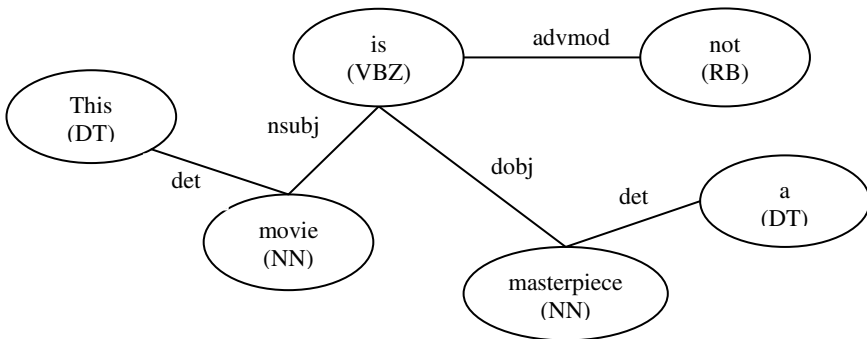 is
(VBZ)
advmod
not
(RB)
This
(DT)
nsubj
det
movie
(NN)
dobj
det
a
(DT)
masterpiece
(NN)